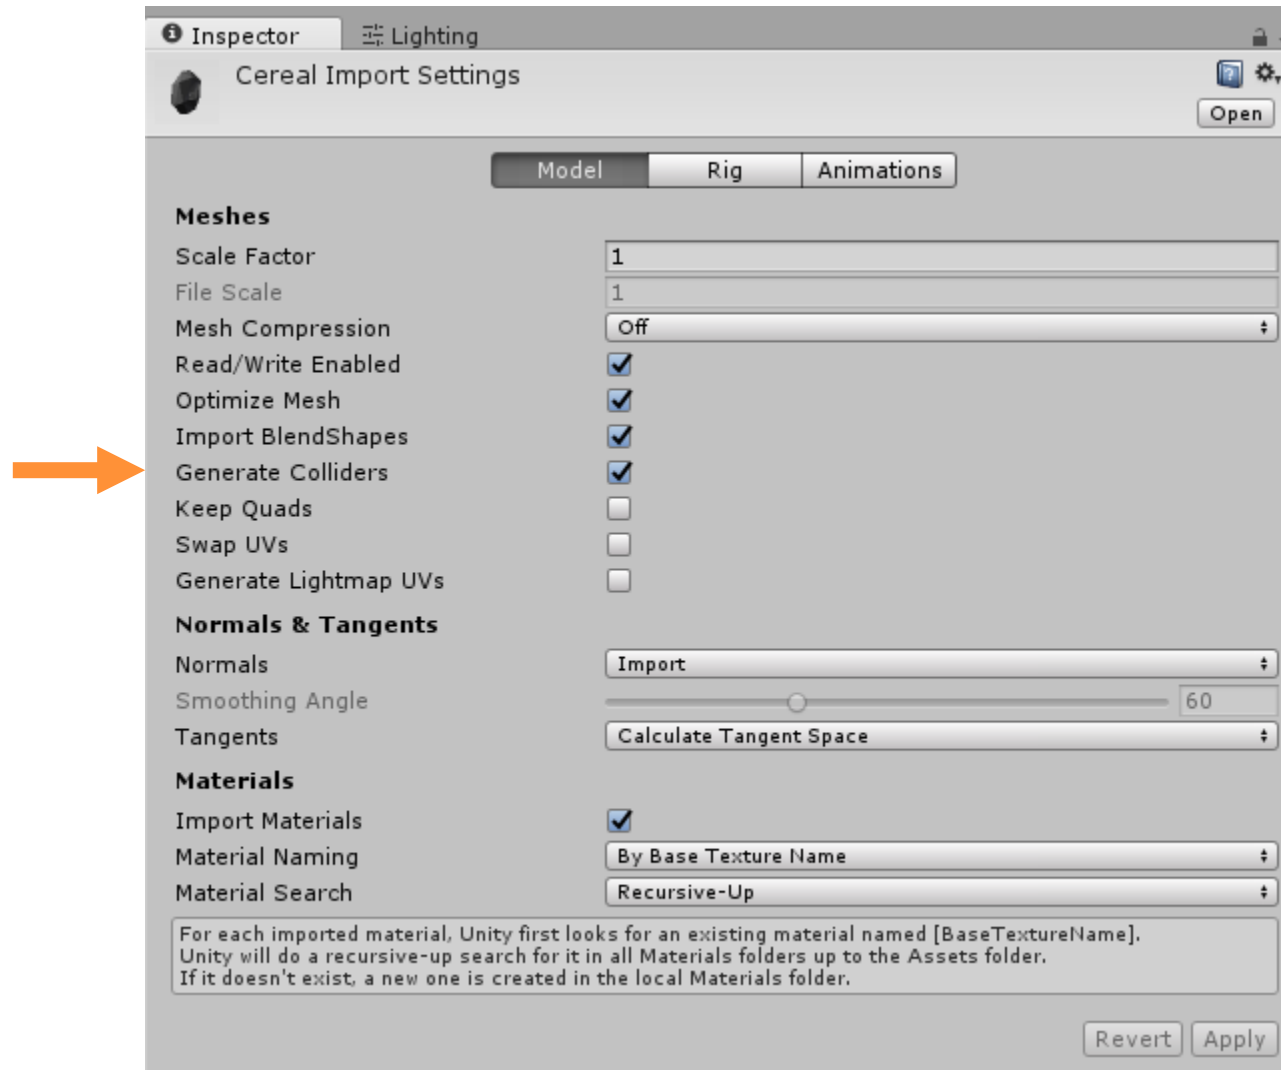 Inspector
Lighting
Cereal Import Settings
Open
Model Rig Animations
Meshes
Scale Factor 1
File Scale 1
Mesh Compression Off
Read/Write Enabled
Optimize Mesh
Import BlendShapes
Generate Colliders
Keep Quads
Swap UVs
Generate Lightmap UVs
Normals & Tangents
Normals Import
Smoothing Angle 60
Tangents Calculate Tangent Space
Materials
Import Materials
Material Naming By Base Texture Name
Material Search Recursive-Up
For each imported material, Unity first looks for an existing material named [BaseTextureName].
Unity will do a recursive-up search for it in all Materials folders up to the Assets folder.
If it doesn't exist, a new one is created in the local Materials folder.
Revert Apply